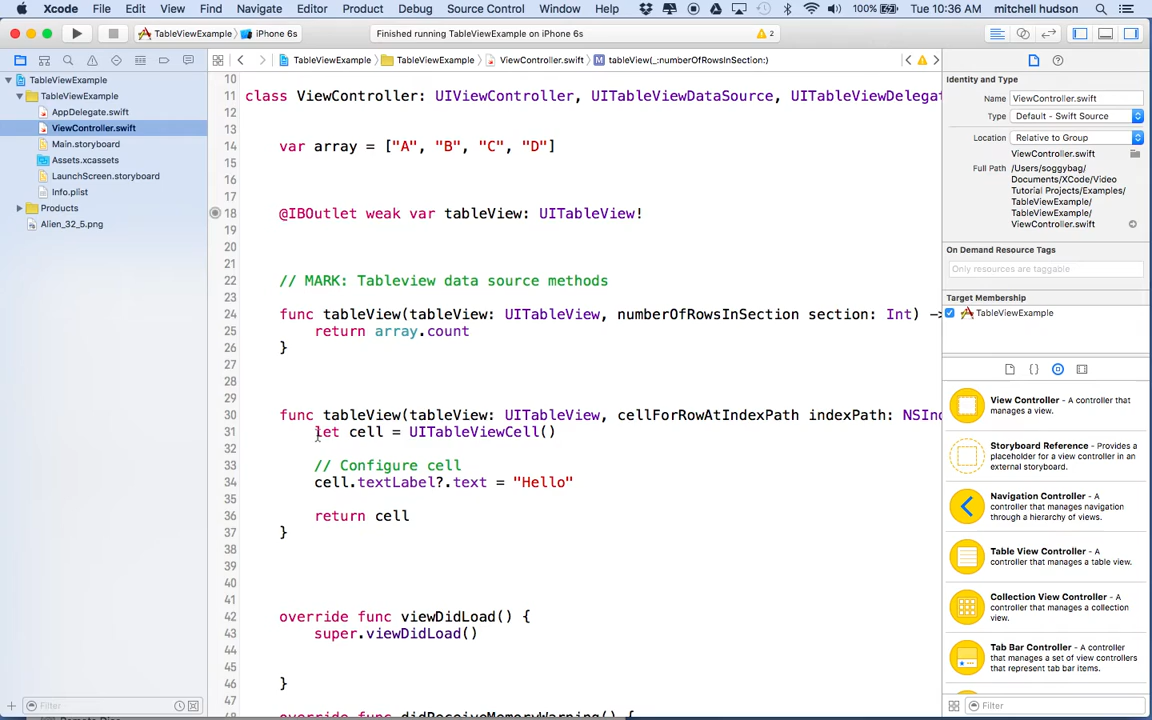 Xcode File Edit View Find Navigate Editor Product Debug Source Control Window Help 100% Tue 10:36 AM mitchell hudson
TableViewExample iPhone 6s Finished running TableViewExample on iPhone 6s 2
TableViewExample TableViewExample ViewController.swift M tableView(_:numberOfRowsInSection:)
TableViewExample
TableViewExample
AppDelegate.swift
ViewController.swift
Main.storyboard
Assets.xcassets
LaunchScreen.storyboard
Info.plist
Products
Alien_32_5.png
Filter
10
11 class ViewController: UIViewController, UITableViewDataSource, UITableViewDelegat
12
13
14 var array = ["A", "B", "C", "D"]
15
16
17
18 @IBOutlet weak var tableView: UITableView!
19
20
21
22 // MARK: Tableview data source methods
23
24 func tableView(tableView: UITableView, numberOfRowsInSection section: Int) ->
25 return array.count
26 }
27
28
29
30 func tableView(tableView: UITableView, cellForRowAtIndexPath indexPath: NSInd
31 let cell = UITableViewCell()
32
33 // Configure cell
34 cell.textLabel?.text = "Hello"
35
36 return cell
37 }
38
39
40
41
42 override func viewDidLoad() {
43 super.viewDidLoad()
44
45
46 }
47
48 override func didReceiveMemoryWarning() {
Identity and Type
Name ViewController.swift
Type Default - Swift Source
Location Relative to Group
ViewController.swift
Full Path /Users/soggybag/
Documents/XCode/Video
Tutorial Projects/Examples/
TableViewExample/
TableViewExample/
ViewController.swift
On Demand Resource Tags
Only resources are taggable
Target Membership
TableViewExample
View Controller - A controller that
manages a view.
Storyboard Reference - Provides a
placeholder for a view controller in an
external storyboard.
Navigation Controller - A
controller that manages navigation
through a hierarchy of views.
Table View Controller - A
controller that manages a table view.
Collection View Controller - A
controller that manages a collection
view.
Tab Bar Controller - A controller
that manages a set of view controllers
that represent tab bar items.
Filter